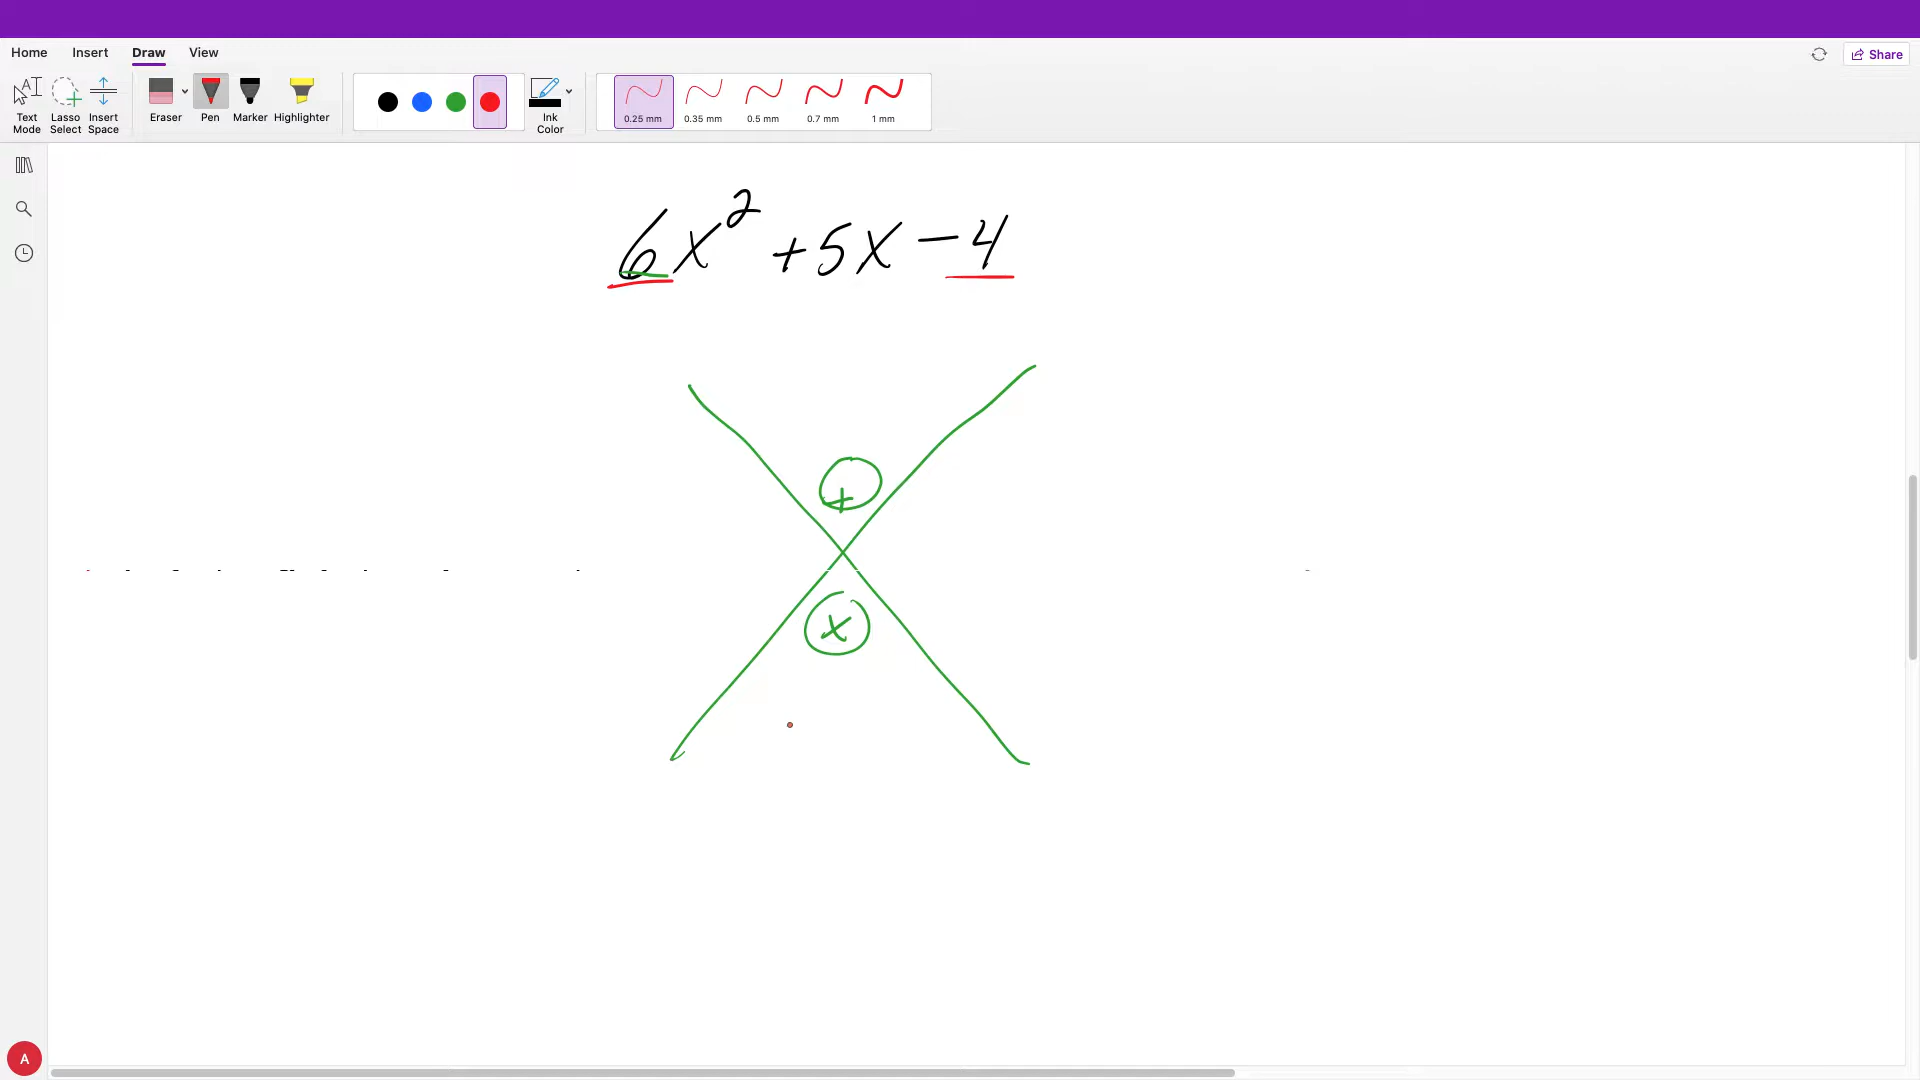 Home Insert Draw View
Share
Text Mode
Lasso Select
Insert Space
Eraser
Pen
Marker
Highlighter
Ink Color
0.25 mm
0.35 mm
0.5 mm
0.7 mm
1 mm
6x² + 5x - 4
+
x
A